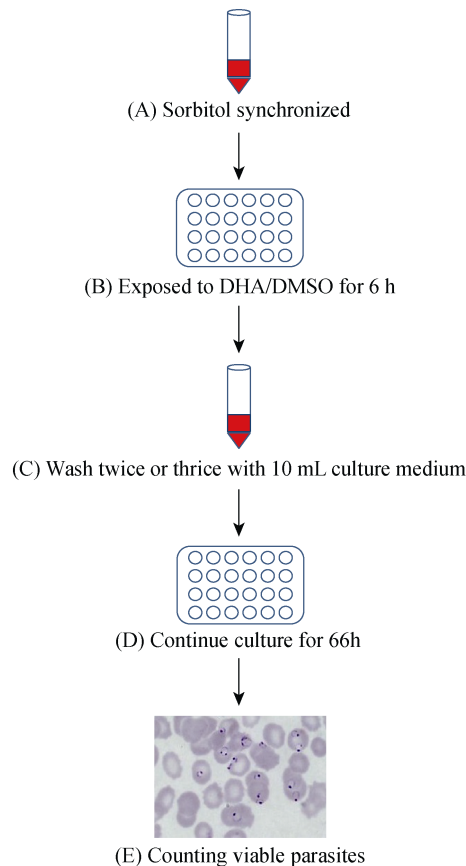 (A) Sorbitol synchronized
(B) Exposed to DHA/DMSO for 6 h
(C) Wash twice or thrice with 10 mL culture medium
(D) Continue culture for 66h
(E) Counting viable parasites